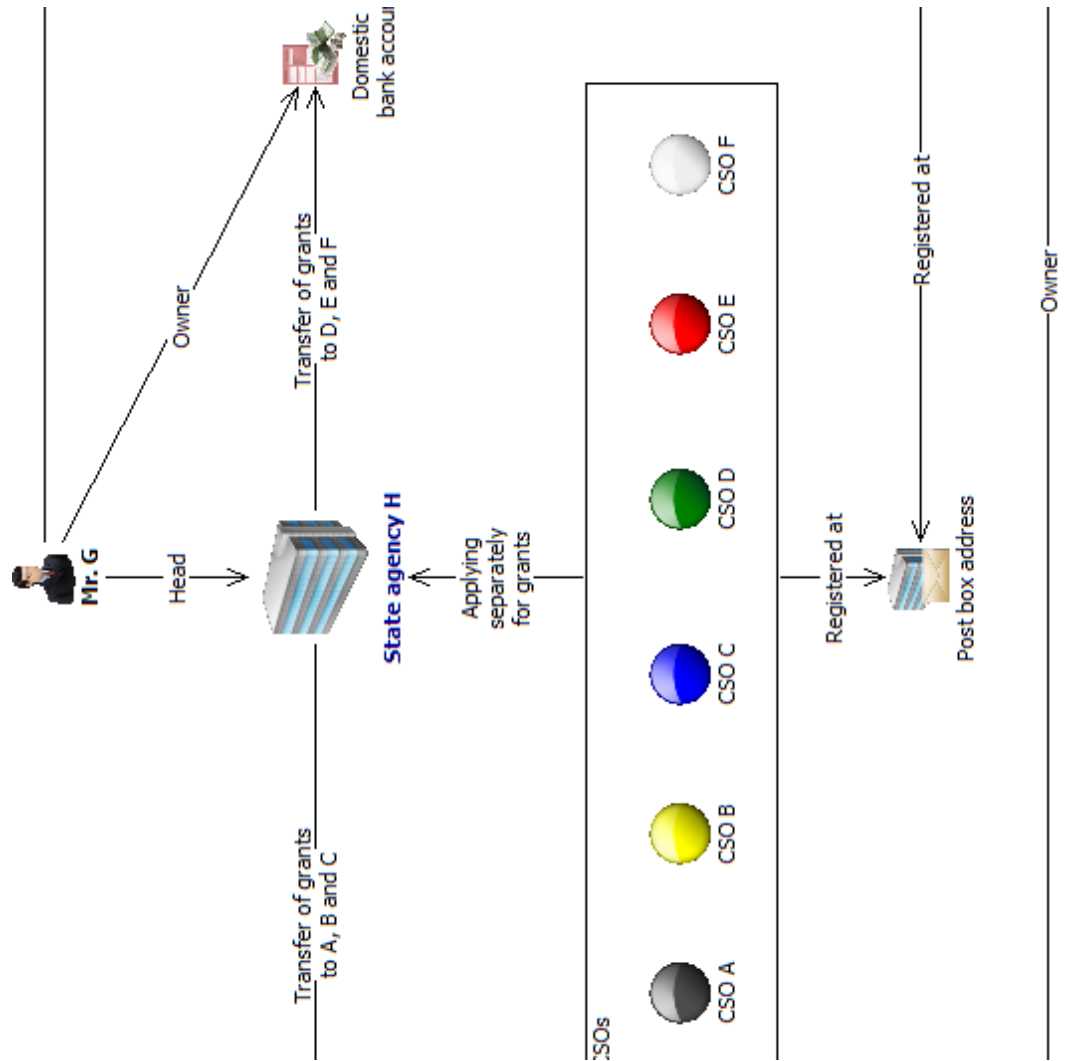 Mr. G
Head
Owner
Domestic
bank accou
Transfer of grants
to D, E and F
State agency H
Transfer of grants
to A, B and C
Applying
separately
for grants
CSOs
CSO A
CSO B
CSO C
CSO D
CSO E
CSO F
Registered at
Registered at
Post box address
Owner